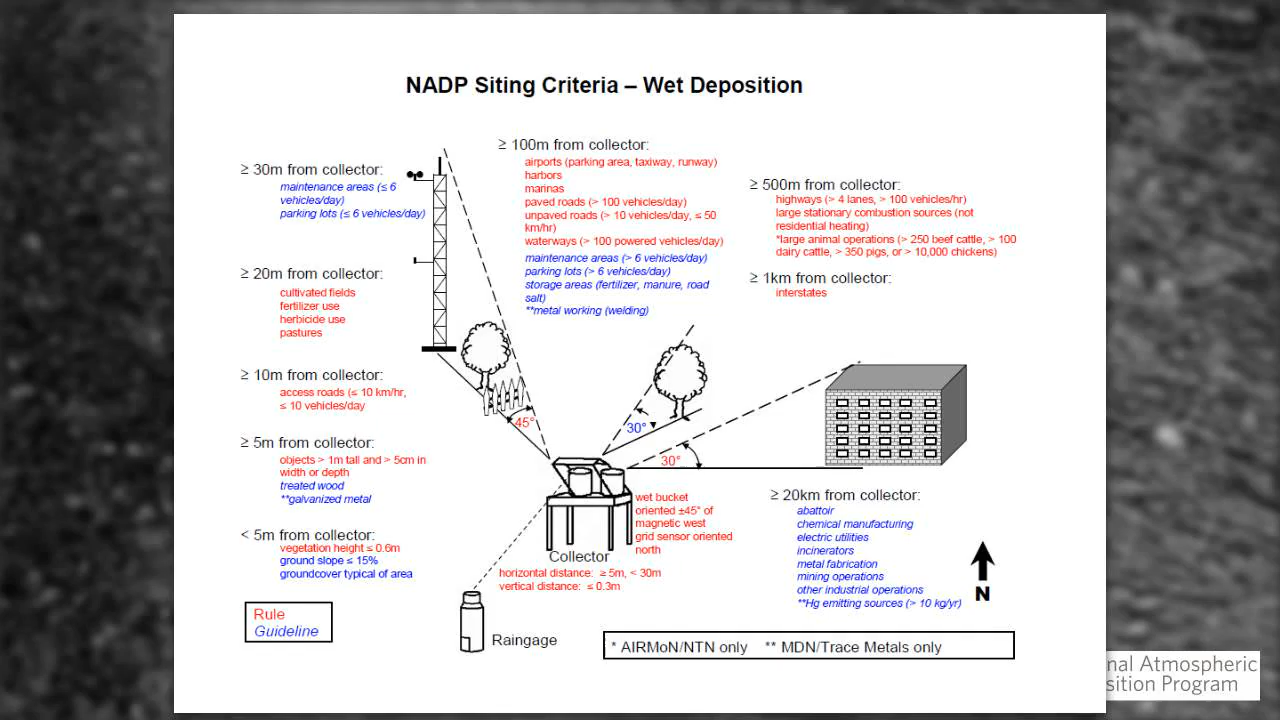 NADP Siting Criteria – Wet Deposition
≥ 30m from collector:
maintenance areas (≤ 6
vehicles/day)
parking lots (≤ 6 vehicles/day)
≥ 20m from collector:
cultivated fields
fertilizer use
herbicide use
pastures
≥ 10m from collector:
access roads (≤ 10 km/hr,
≤ 10 vehicles/day
≥ 5m from collector:
objects > 1m tall and > 5cm in
width or depth
treated wood
**galvanized metal
< 5m from collector:
vegetation height ≤ 0.6m
ground slope ≤ 15%
groundcover typical of area
Rule
Guideline
≥ 100m from collector:
airports (parking area, taxiway, runway)
harbors
marinas
paved roads (> 100 vehicles/day)
unpaved roads (> 10 vehicles/day, ≤ 50
km/hr)
waterways (> 100 powered vehicles/day)
maintenance areas (> 6 vehicles/day)
parking lots (> 6 vehicles/day)
storage areas (fertilizer, manure, road
salt)
**metal working (welding)
≥ 500m from collector:
highways (> 4 lanes, > 100 vehicles/hr)
large stationary combustion sources (not
residential heating)
*large animal operations (> 250 beef cattle, > 100
dairy cattle, > 350 pigs, or > 10,000 chickens)
≥ 1km from collector:
interstates
45°
30°
30°
wet bucket
oriented ±45° of
magnetic west
grid sensor oriented
north
Collector
horizontal distance: ≥ 5m, < 30m
vertical distance: ≤ 0.3m
Raingage
≥ 20km from collector:
abattoir
chemical manufacturing
electric utilities
incinerators
metal fabrication
mining operations
other industrial operations
**Hg emitting sources (> 10 kg/yr)
N
* AIRMoN/NTN only ** MDN/Trace Metals only
nal Atmospheric
sition Program